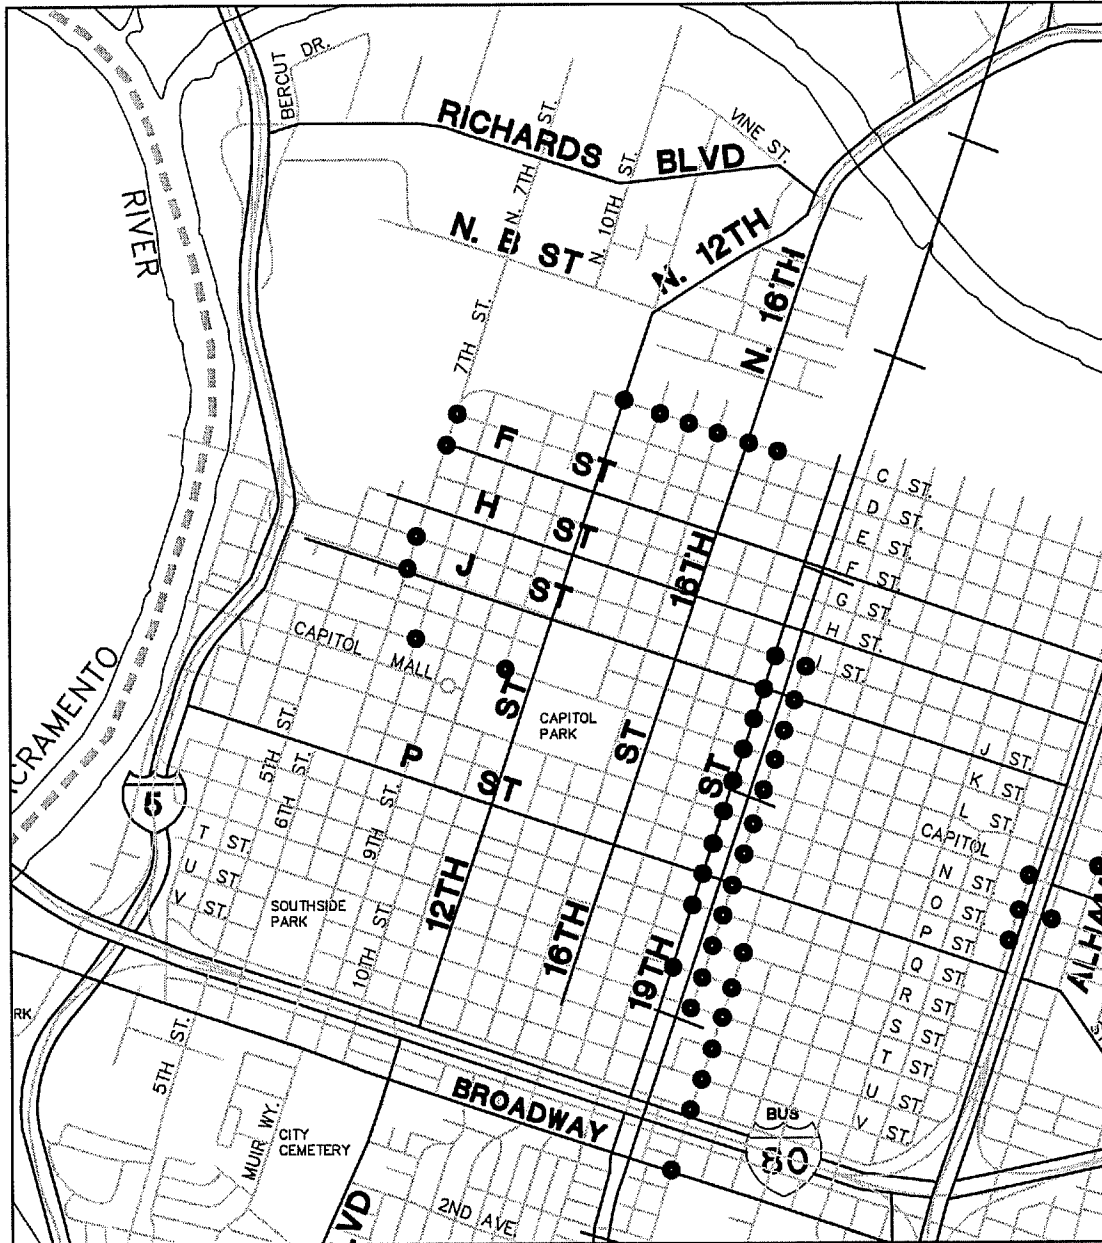 BERCUT DR.
RICHARDS BLVD
N. 7TH ST.
N. 10TH ST.
VINE ST.
RIVER
N. B ST
N. 12TH
N. 16TH
7TH ST.
F ST
H ST
J ST
16TH ST
C ST.
D ST.
E ST.
F ST.
G ST.
H ST.
I ST.
CAPITOL MALL
ST
CAPITOL
PARK
ST
CRAMENTO
P ST
5TH ST.
6TH ST.
9TH ST.
10TH ST.
J ST.
K ST.
L ST.
CAPITOL
N ST.
O ST.
P ST.
Q ST.
R ST
S ST
T ST.
U ST.
V ST.
5
T ST.
U ST.
V ST.
SOUTHSIDE
PARK
12TH
16TH
19TH
ALHAM
ST.
RK
5TH ST.
MUIR WY.
CITY
CEMETERY
BROADWAY
BUS
80
LVD
2ND AVE.